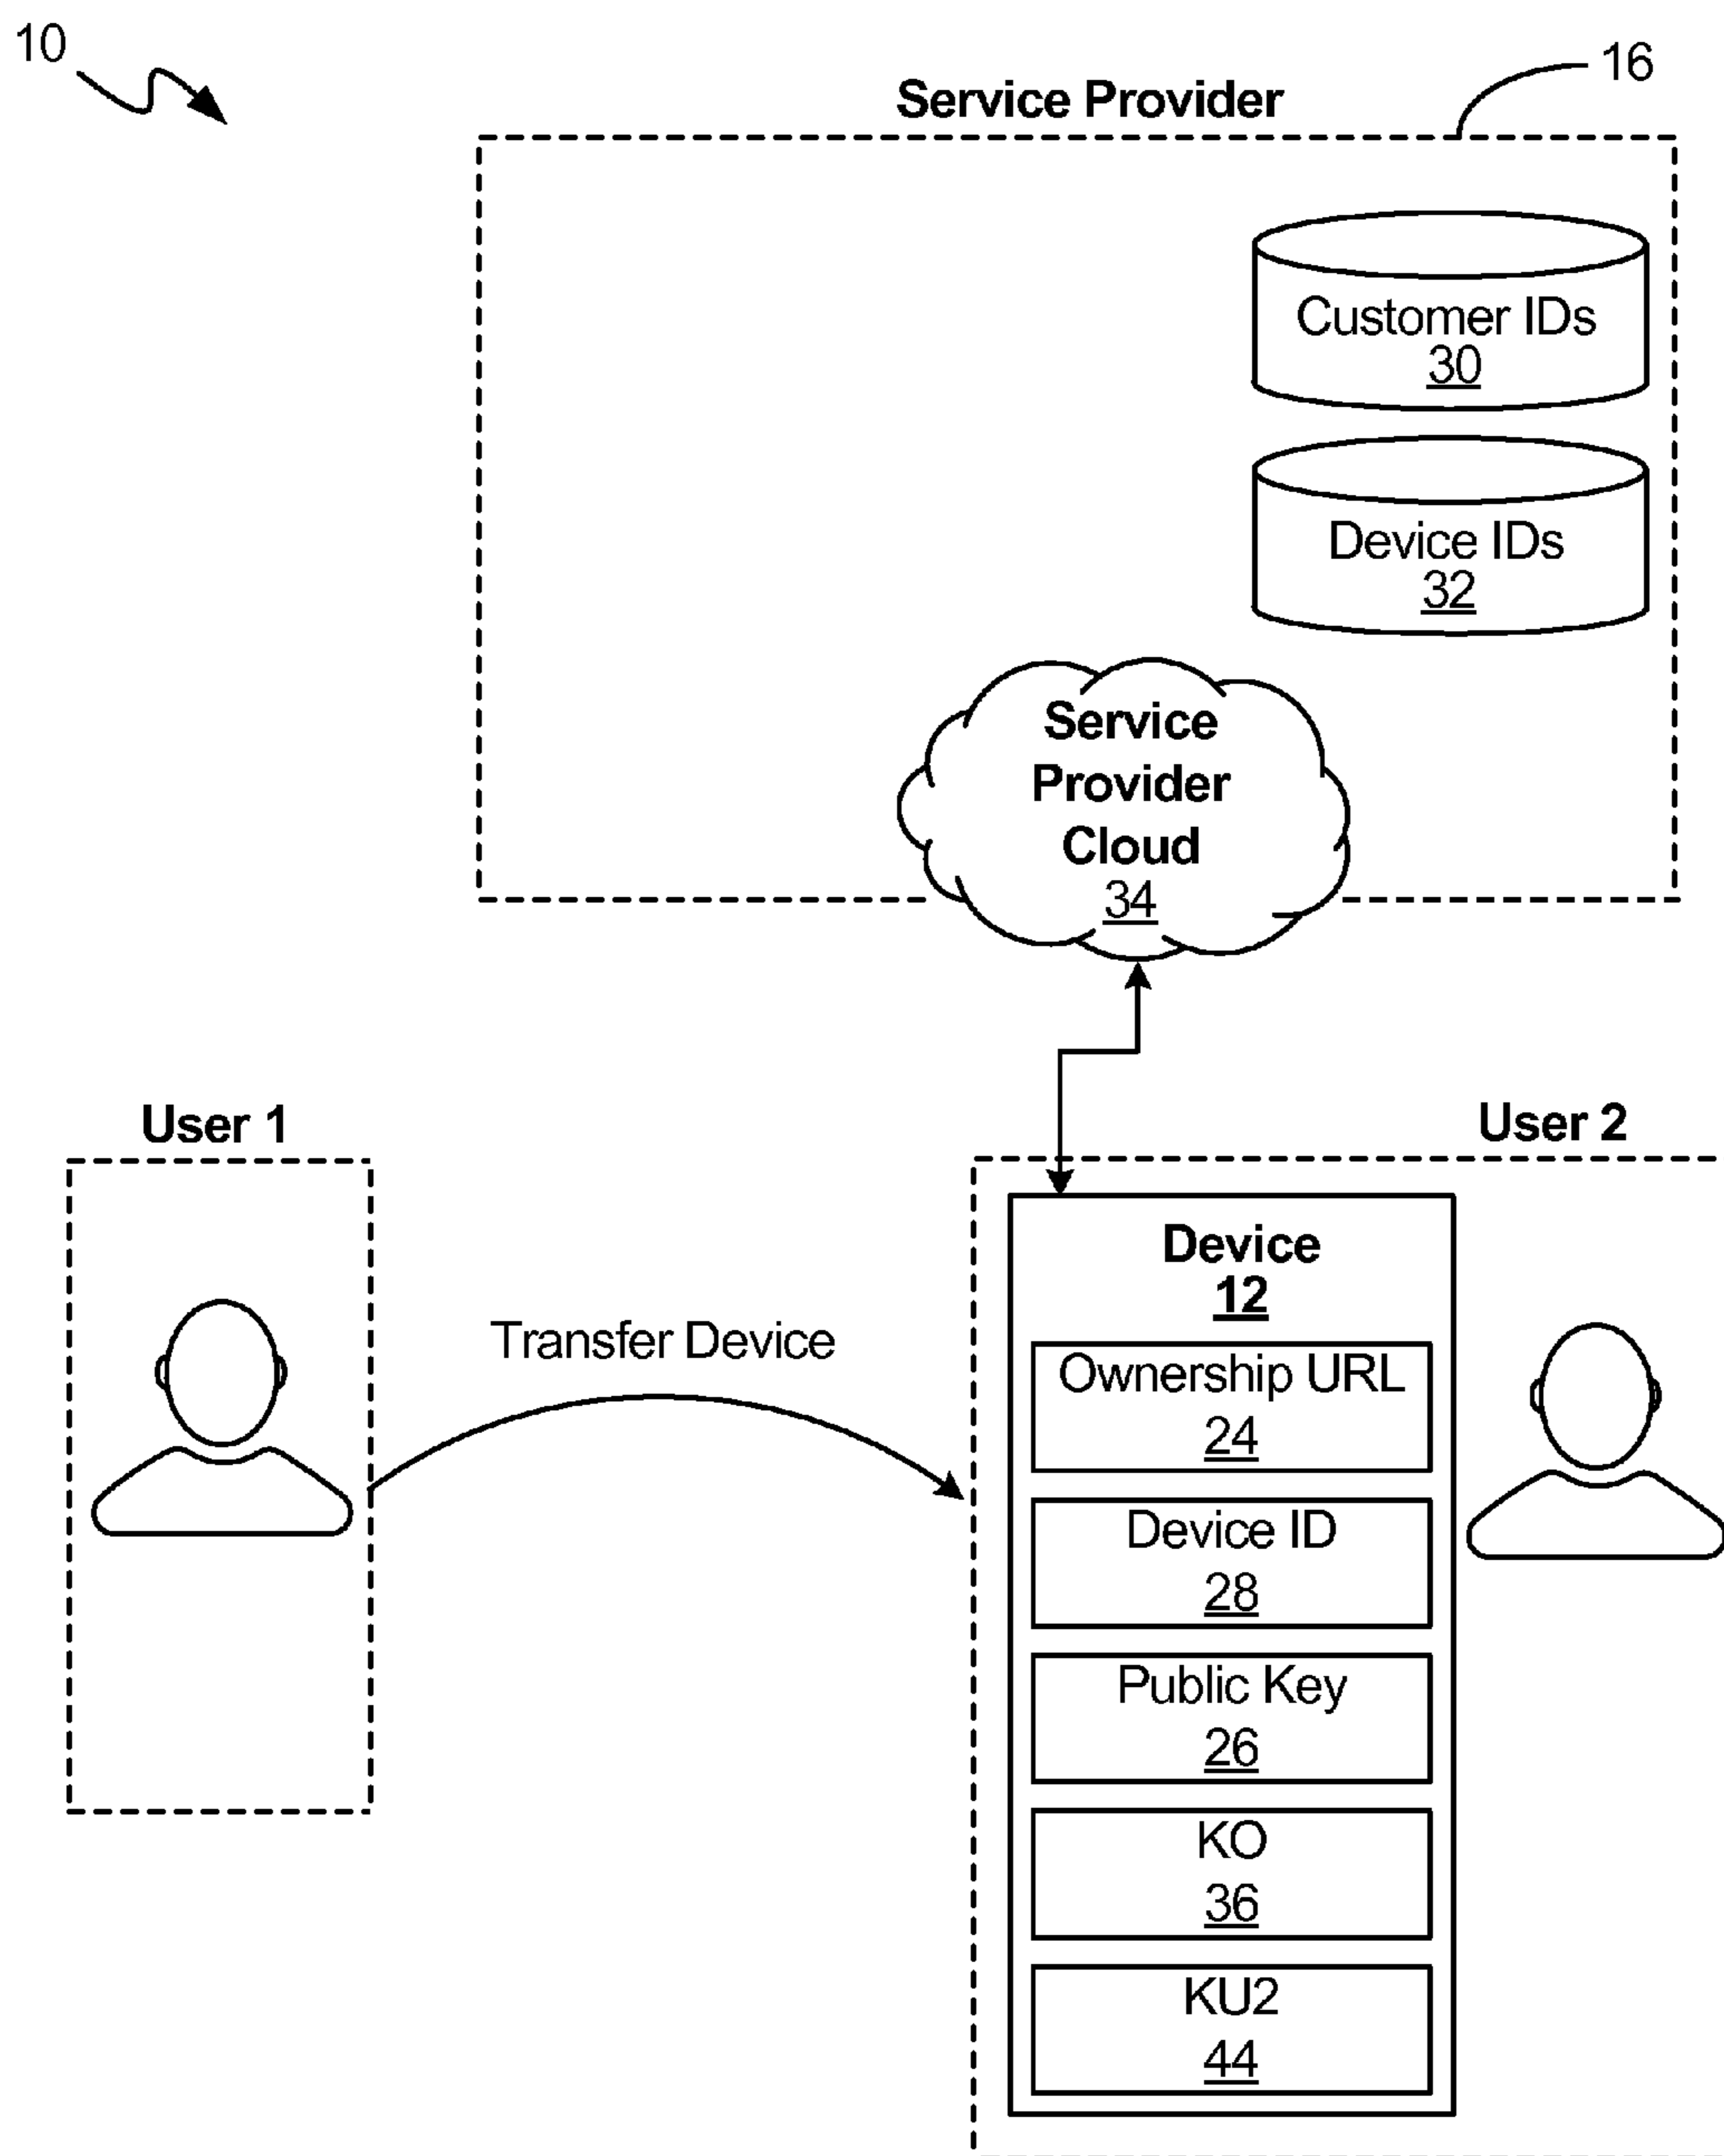 10
16
Service Provider
Customer IDs
30
Device IDs
32
Service
Provider
Cloud
34
User 1
User 2
Device
12
Transfer Device
Ownership URL
24
Device ID
28
Public Key
26
KO
36
KU2
44